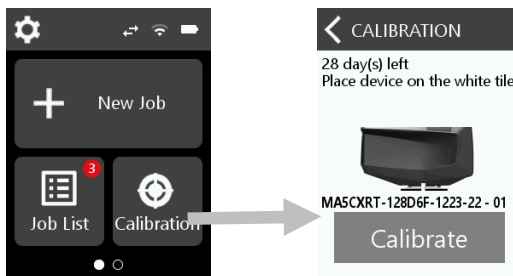 New Job
3
Job List
Calibration
CALIBRATION
28 day(s) left
Place device on the white tile
MA5CXRT-128D6F-1223-22 - 01
Calibrate